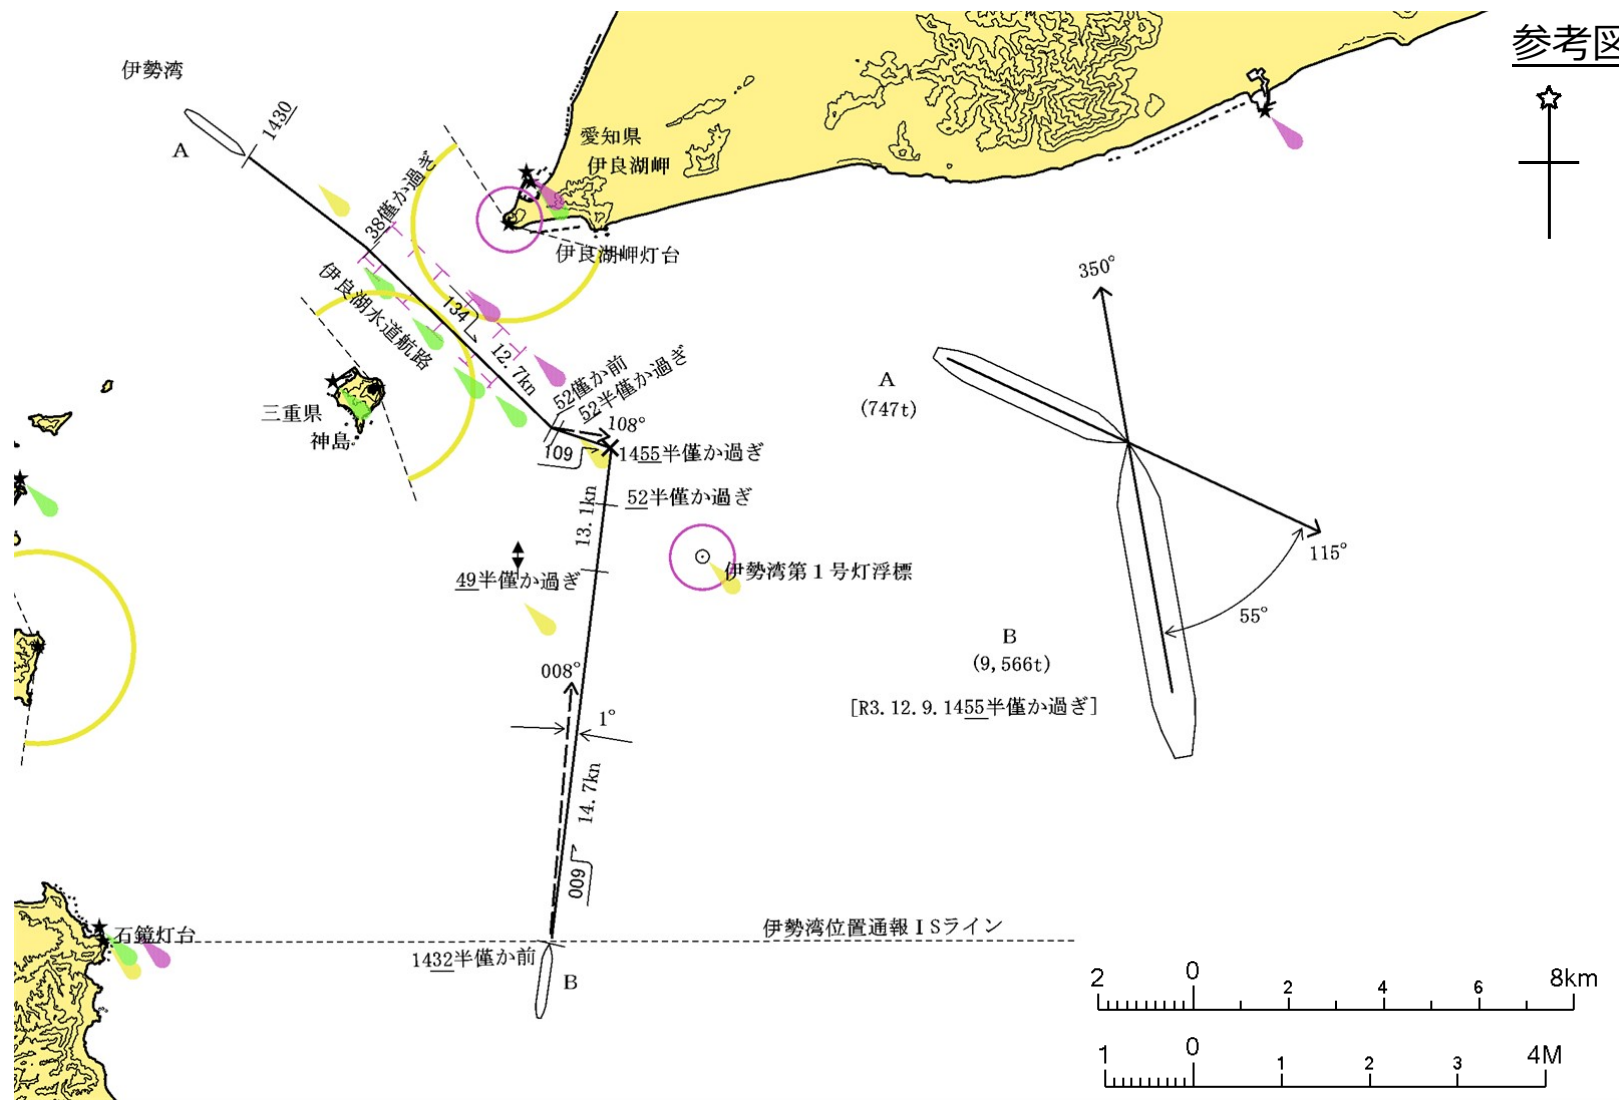 参考図
伊勢湾
A
1430
38僅か過ぎ
愛知県
伊良湖岬
伊良湖岬灯台
伊良湖水道航路
134
12.7kn
三重県
神島
52僅か前
52半僅か過ぎ
108°
109
1455半僅か過ぎ
13.1kn
52半僅か過ぎ
49半僅か過ぎ
伊勢湾第1号灯浮標
008°
1°
14.7kn
009
石鏡灯台
伊勢湾位置通報ISライン
1432半僅か前
B
350°
A
(747t)
115°
55°
B
(9,566t)
[R3.12.9.1455半僅か過ぎ]
2 0 2 4 6 8km
1 0 1 2 3 4M